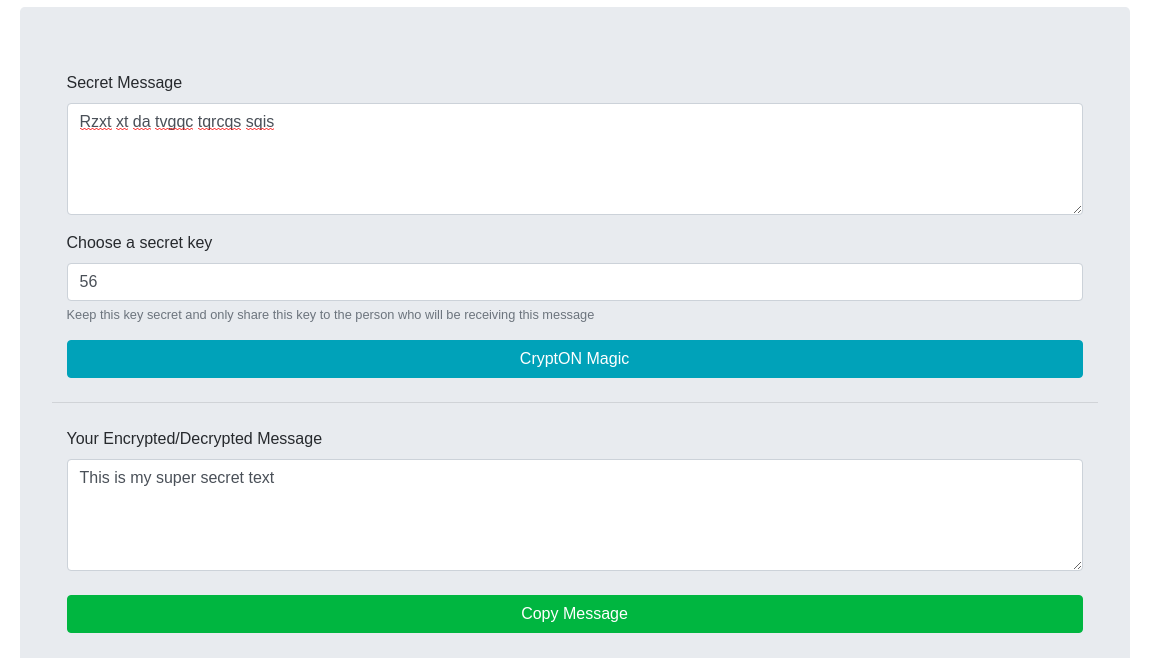 Secret Message
Rzxt xt da tvgqc tqrcqs sqis
Choose a secret key
56
Keep this key secret and only share this key to the person who will be receiving this message
CryptON Magic
Your Encrypted/Decrypted Message
This is my super secret text
Copy Message